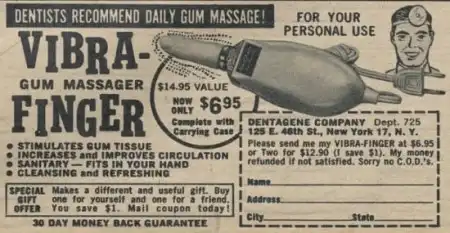 DENTISTS RECOMMEND DAILY GUM MASSAGE!
VIBRA-
GUM MASSAGER
FINGER
• STIMULATES GUM TISSUE
• INCREASES and IMPROVES CIRCULATION
• SANITARY — FITS IN YOUR HAND
• CLEANSING and REFRESHING
SPECIAL
GIFT
OFFER
Makes a different and useful gift. Buy
one for yourself and one for a friend.
You save $1. Mail coupon today!
30 DAY MONEY BACK GUARANTEE
$14.95 VALUE
NOW
ONLY $6.95
Complete with
Carrying Case
FOR YOUR
PERSONAL USE
DENTAGENE COMPANY Dept. 725
125 E. 46th St., New York 17, N. Y.
Please send me my VIBRA-FINGER at $6.95
or Two for $12.90 (I save $1). My money
refunded if not satisfied. Sorry no C.O.D.'s.
Name
Address
City State